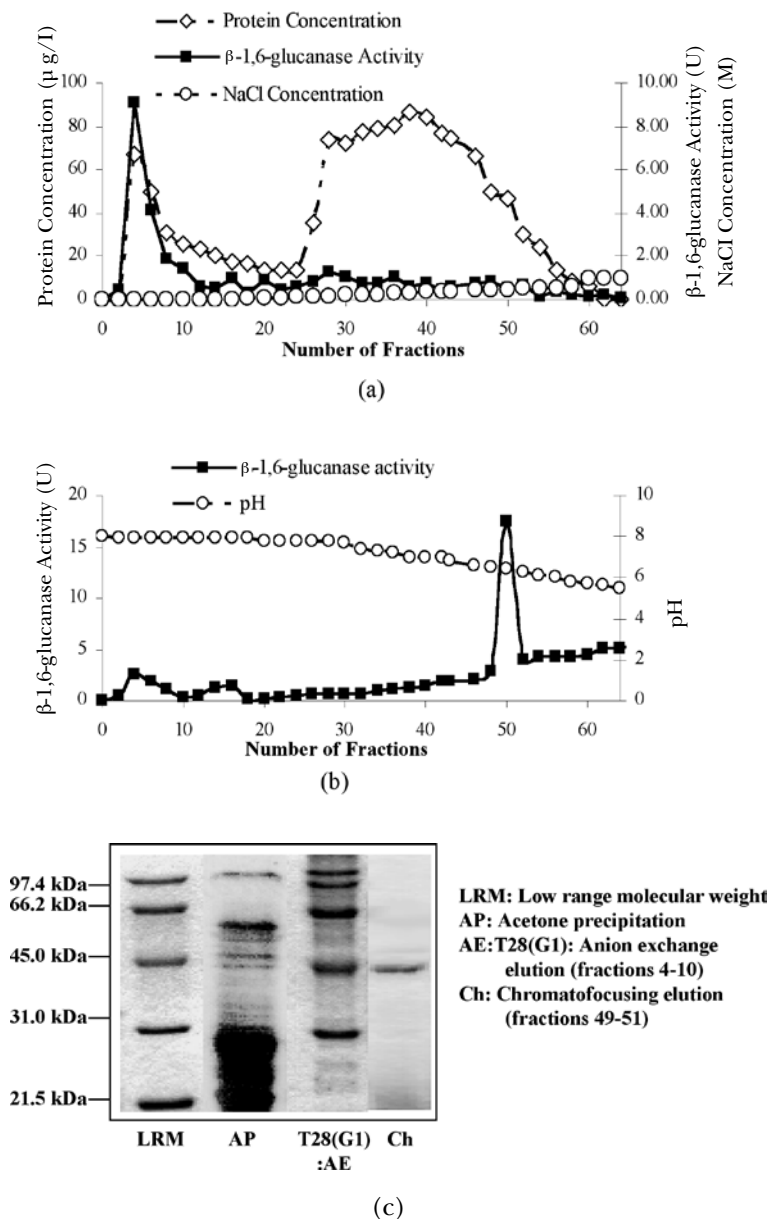 Protein Concentration
β-1,6-glucanase Activity
NaCl Concentration
Protein Concentration (µ g/l)
100
80
60
40
20
0
10.00
8.00
6.00
4.00
2.00
0.00
β-1,6-glucanase Activity (U)
NaCl Concentration (M)
0 10 20 30 40 50 60
Number of Fractions
(a)
β-1,6-glucanase activity
pH
β-1,6-glucanase Activity (U)
20
15
10
5
0
10
8
6
4
2
0
pH
0 10 20 30 40 50 60
Number of Fractions
(b)
97.4 kDa
66.2 kDa
45.0 kDa
31.0 kDa
21.5 kDa
LRM AP T28(G1) Ch
:AE
LRM: Low range molecular weight
AP: Acetone precipitation
AE:T28(G1): Anion exchange
elution (fractions 4-10)
Ch: Chromatofocusing elution
(fractions 49-51)
(c)